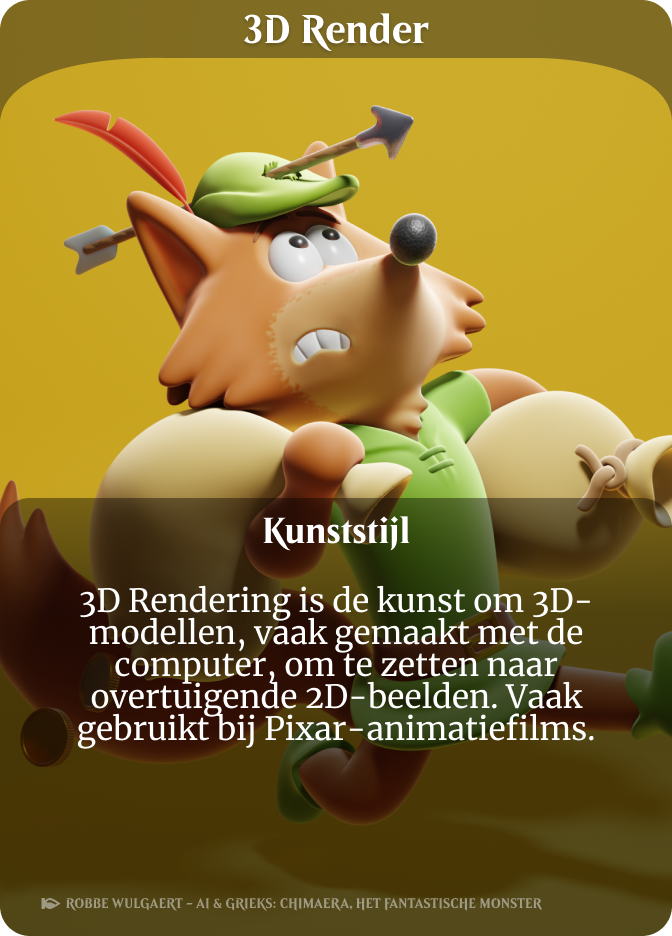 3D Render
Kunststijl
3D Rendering is de kunst om 3D-
modellen, vaak gemaakt met de
computer, om te zetten naar
overtuigende 2D-beelden. Vaak
gebruikt bij Pixar-animatiefilms.
ROBBE WULGAERT – AI & GRIEKS: CHIMAERA, HET FANTASTISCHE MONSTER